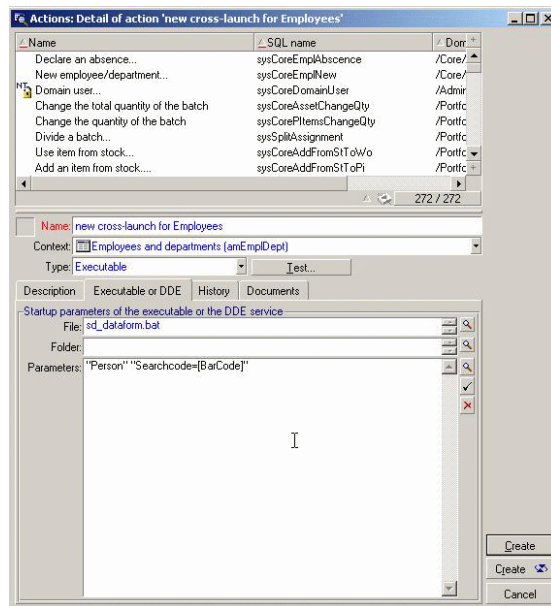 Actions: Detail of action 'new cross-launch for Employees'
Name SQL name Dom
Declare an absence... sysCoreEmplAbscence /Core/
New employee/department... sysCoreEmplNew /Core/
NT Domain user... sysCoreDomainUser /Admir
Change the total quantity of the batch sysCoreAssetChangeQty /Portfc
Change the quantity of the batch sysCorePItemsChangeQty /Portfc
Divide a batch... sysSplitAssignment /Portfc
Use item from stock... sysCoreAddFromStToWo /Portfc
Add an item from stock.... sysCoreAddFromStToPi /Portfc
272 / 272
Name: new cross-launch for Employees
Context: Employees and departments (amEmplDept)
Type: Executable Test...
Description Executable or DDE History Documents
Startup parameters of the executable or the DDE service
File: sd_dataform.bat
Folder:
Parameters: "Person" "Searchcode=[BarCode]"
Create
Create
Cancel